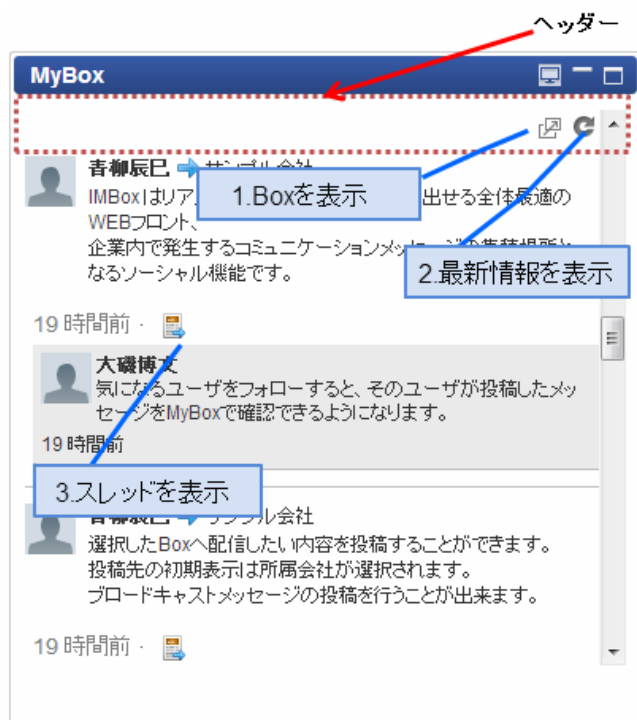 ヘッダー
MyBox
青柳辰巳 サンプル会社
IMBoxはリア
1.Boxを表示
出せる全体最適の
WEBフロント、
企業内で発生するコミュニケーションメッセージの集積場所と
なるソーシャル機能です。
2.最新情報を表示
19 時間前 ·
大磯博文
気になるユーザをフォローすると、そのユーザが投稿したメッ
セージをMyBoxで確認できるようになります。
19 時間前
3.スレッドを表示
青柳辰巳 サンプル会社
選択したBoxへ配信したい内容を投稿することができます。
投稿先の初期表示は所属会社が選択されます。
ブロードキャストメッセージの投稿を行うことが出来ます。
19 時間前 ·